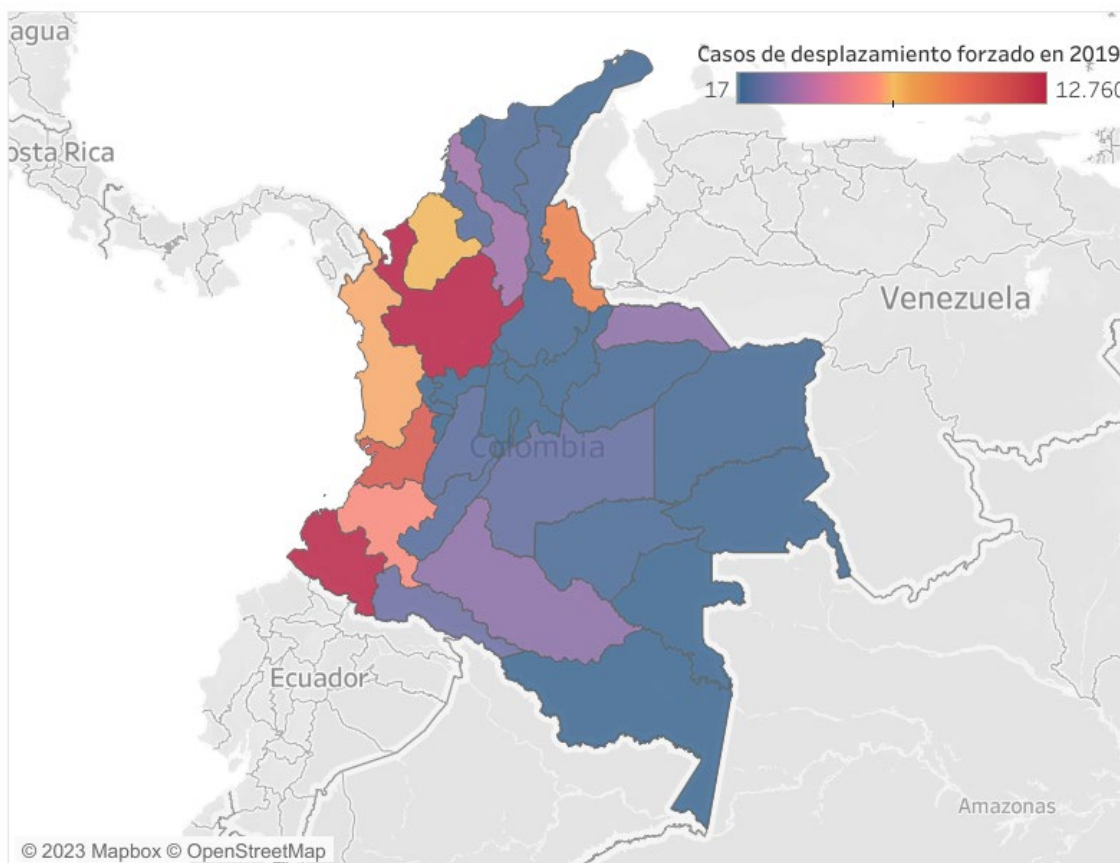 agua
Casos de desplazamiento forzado en 2019
17
12.760
osta Rica
Venezuela
Colombia
Ecuador
Amazonas
© 2023 Mapbox © OpenStreetMap